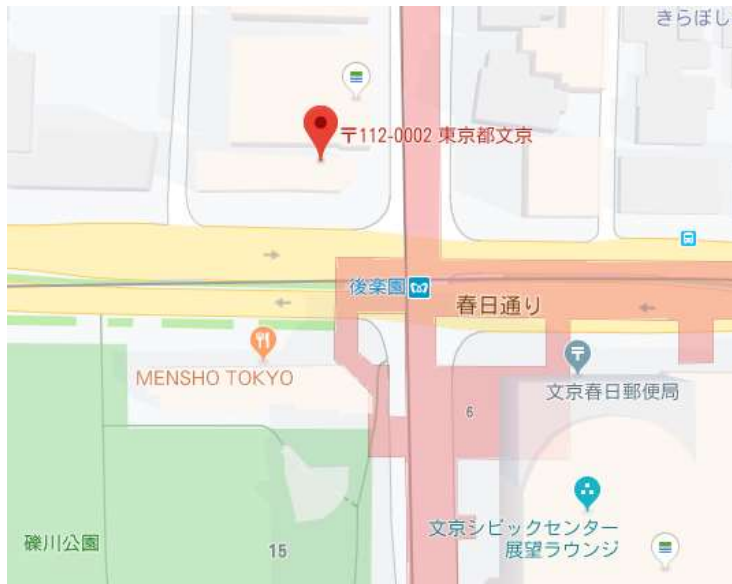 きらぼし
〒112-0002 東京都文京
後楽園
春日通り
MENSHO TOKYO
文京春日郵便局
6
文京シビックセンター
展望ラウンジ
礫川公園
15